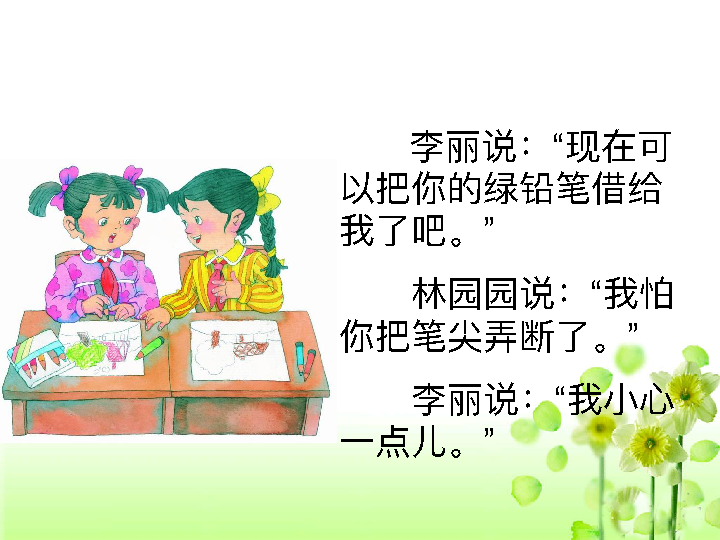 李丽说：“现在可
以把你的绿铅笔借给
我了吧。”
林园园说：“我怕
你把笔尖弄断了。”
李丽说：“我小心
一点儿。”